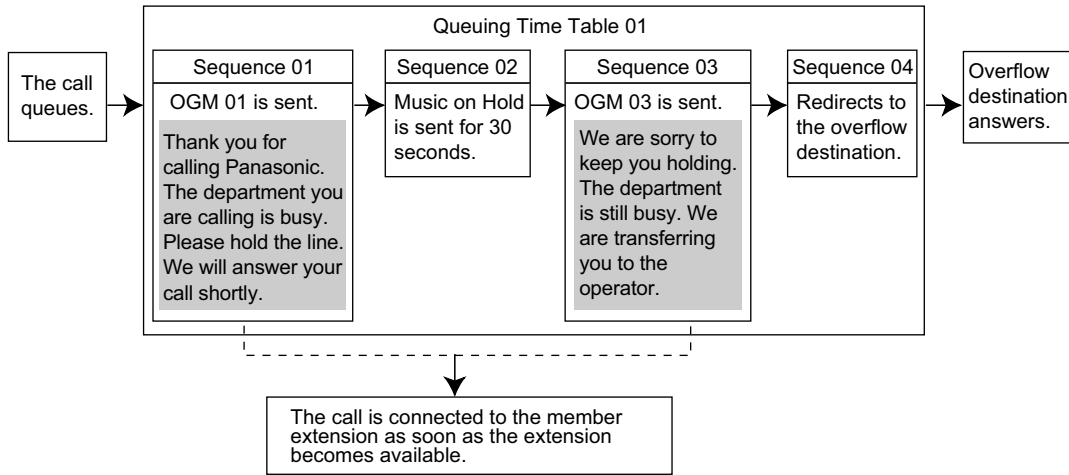 Queuing Time Table 01
The call
queues.
Sequence 01
OGM 01 is sent.
Thank you for
calling Panasonic.
The department you
are calling is busy.
Please hold the line.
We will answer your
call shortly.
Sequence 02
Music on Hold
is sent for 30
seconds.
Sequence 03
OGM 03 is sent.
We are sorry to
keep you holding.
The department
is still busy. We
are transferring
you to the
operator.
Sequence 04
Redirects to
the overflow
destination.
Overflow
destination
answers.
The call is connected to the member
extension as soon as the extension
becomes available.